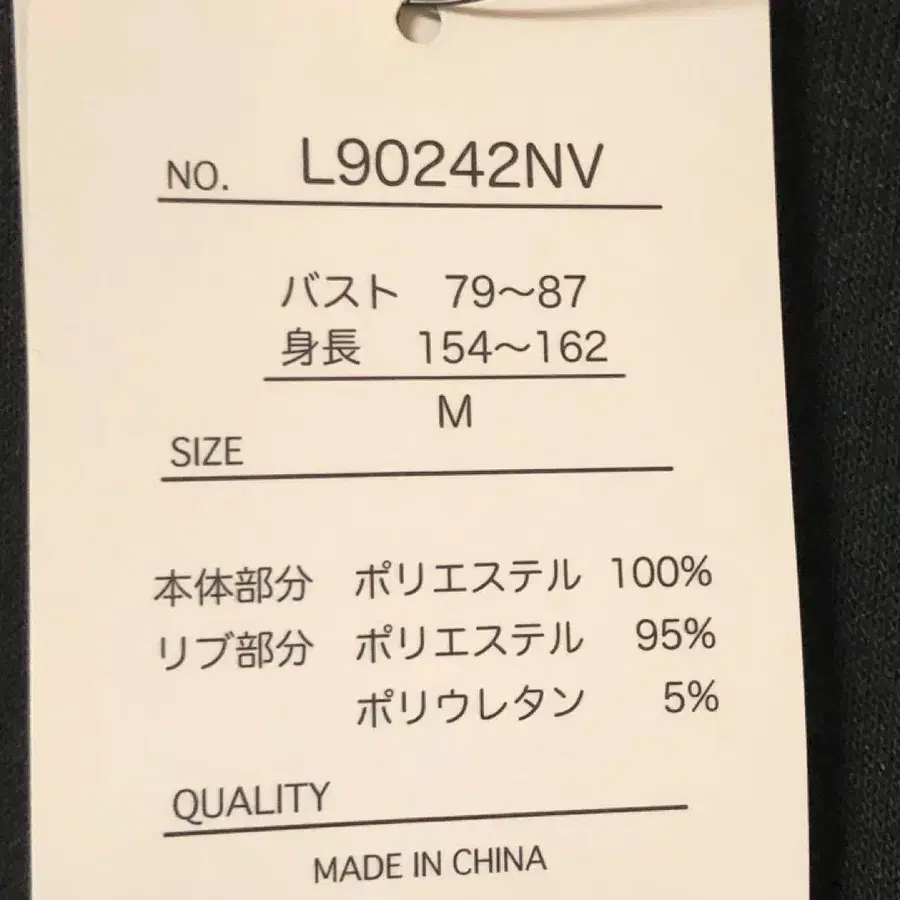 NO. L90242NV
バスト 79〜87
身長 154〜162
M
SIZE
本体部分 ポリエステル 100%
リブ部分 ポリエステル 95%
ポリウレタン 5%
QUALITY
MADE IN CHINA